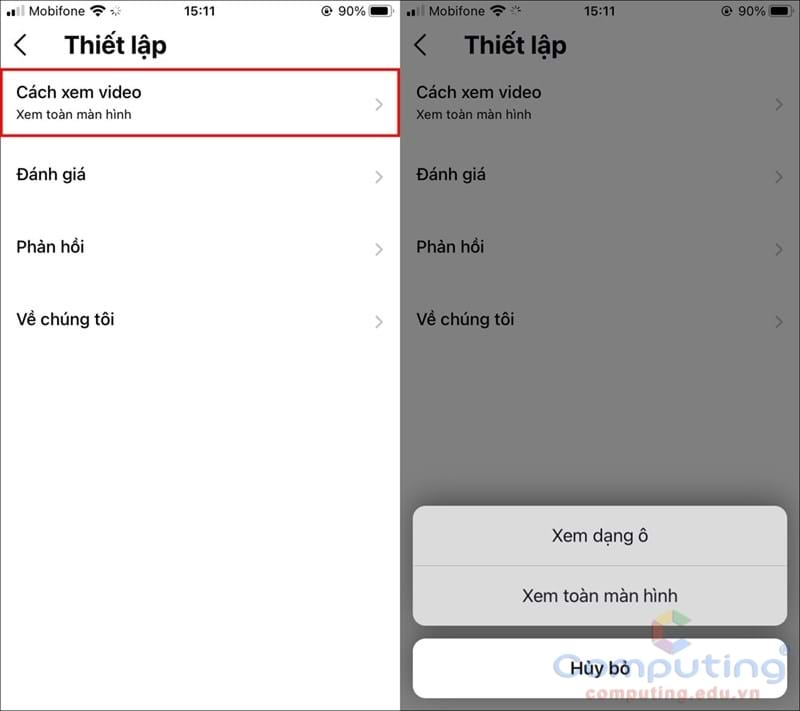 Mobifone 15:11 90%
Thiết lập
Cách xem video
Xem toàn màn hình
Đánh giá
Phản hồi
Về chúng tôi
Mobifone 15:11 90%
Thiết lập
Cách xem video
Xem toàn màn hình
Đánh giá
Phản hồi
Về chúng tôi
Xem dạng ô
Xem toàn màn hình
Hủy bỏ
Computing
computing.edu.vn